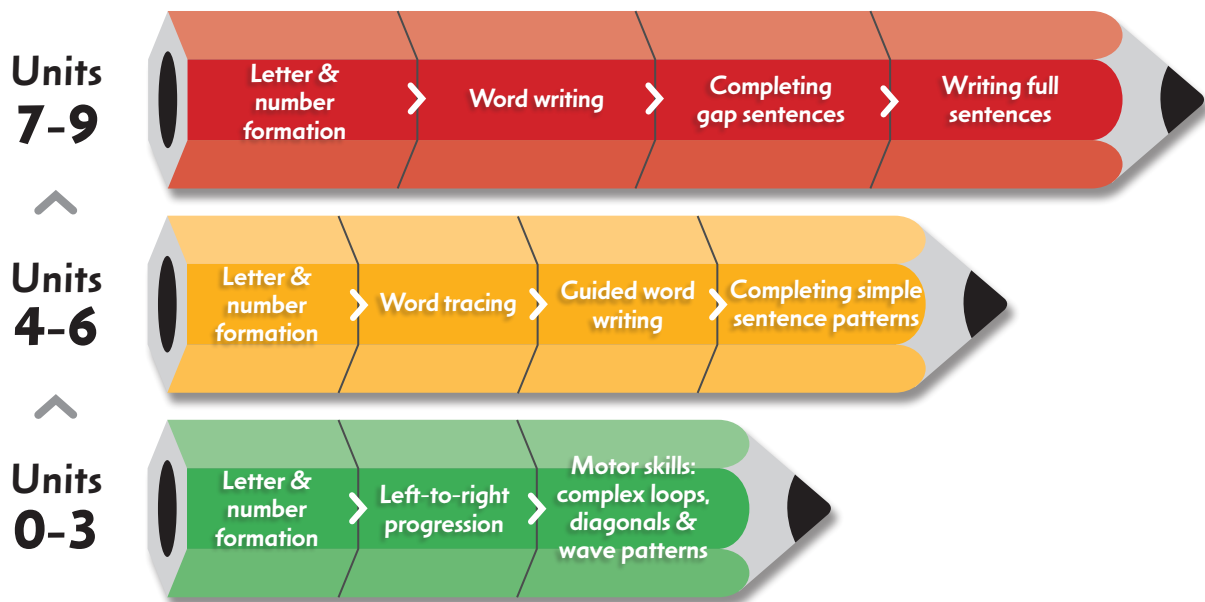 Units
7-9
Letter &
number
formation
Word writing
Completing
gap sentences
Writing full
sentences
Units
4-6
Letter &
number
formation
Word tracing
Guided word
writing
Completing simple
sentence patterns
Units
0-3
Letter &
number
formation
Left-to-right
progression
Motor skills:
complex loops,
diagonals &
wave patterns